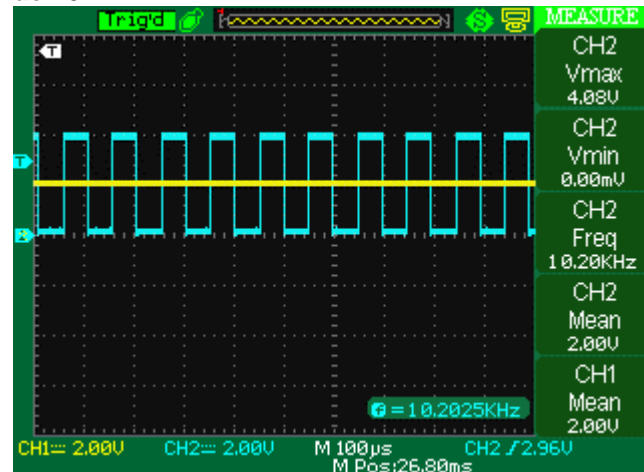 Trig'd
S
MEASURE
T
CH2
Vmax
4.08V
CH2
Vmin
0.00mV
CH2
Freq
10.20KHz
CH2
Mean
2.00V
CH1
Mean
2.00V
T
f=10.2025KHz
CH1 2.00V CH2 2.00V M 100µs CH2 2.96V
M Pos:26.80ms